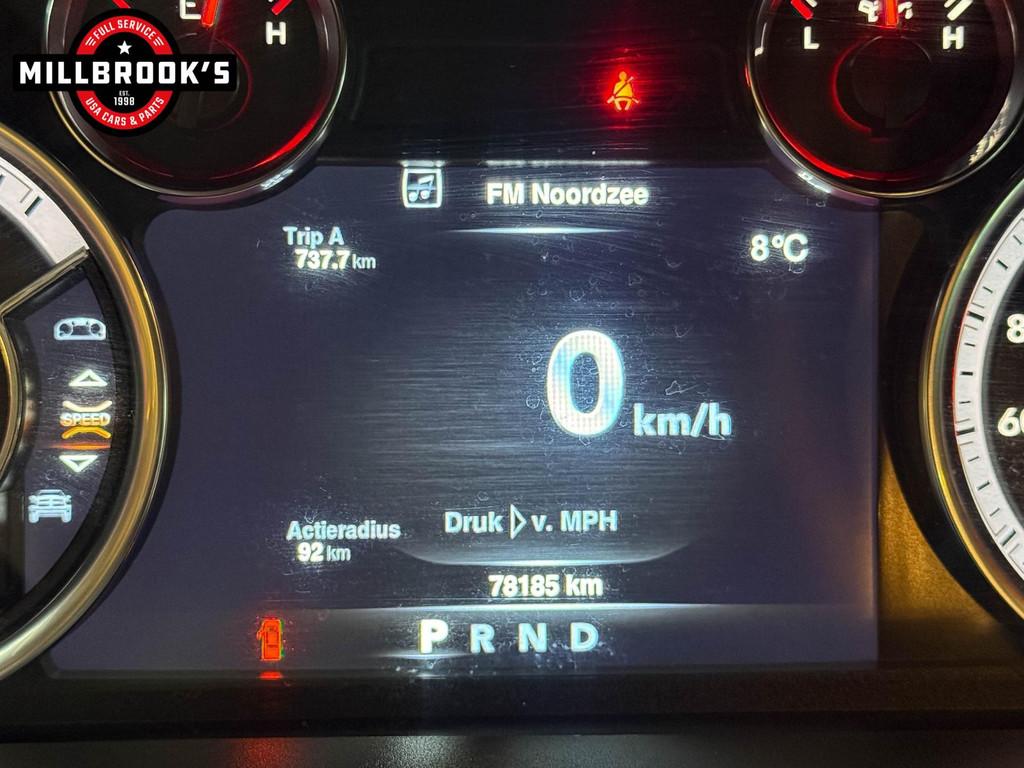 FULL SERVICE
MILLBROOK'S
EST.
1998
USA CARS & PARTS
E
H
L
H
FM Noordzee
Trip A
737.7 km
8°C
0 km/h
SPEED
Druk ▷ v. MPH
Actieradius
92 km
78185 km
P R N D